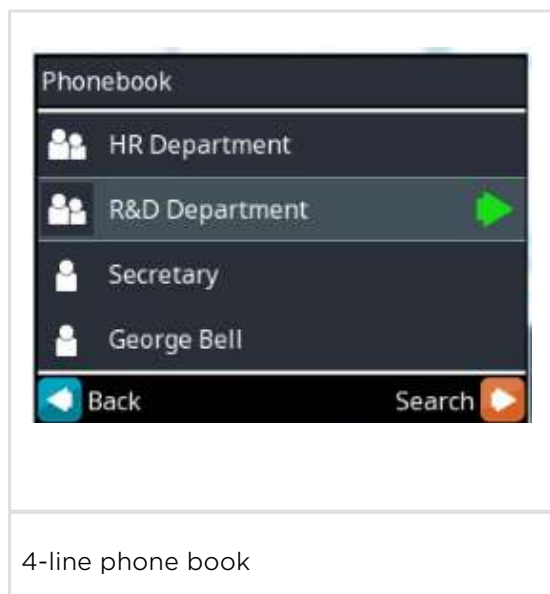 Phonebook
HR Department
R&D Department
Secretary
George Bell
Back Search
4-line phone book